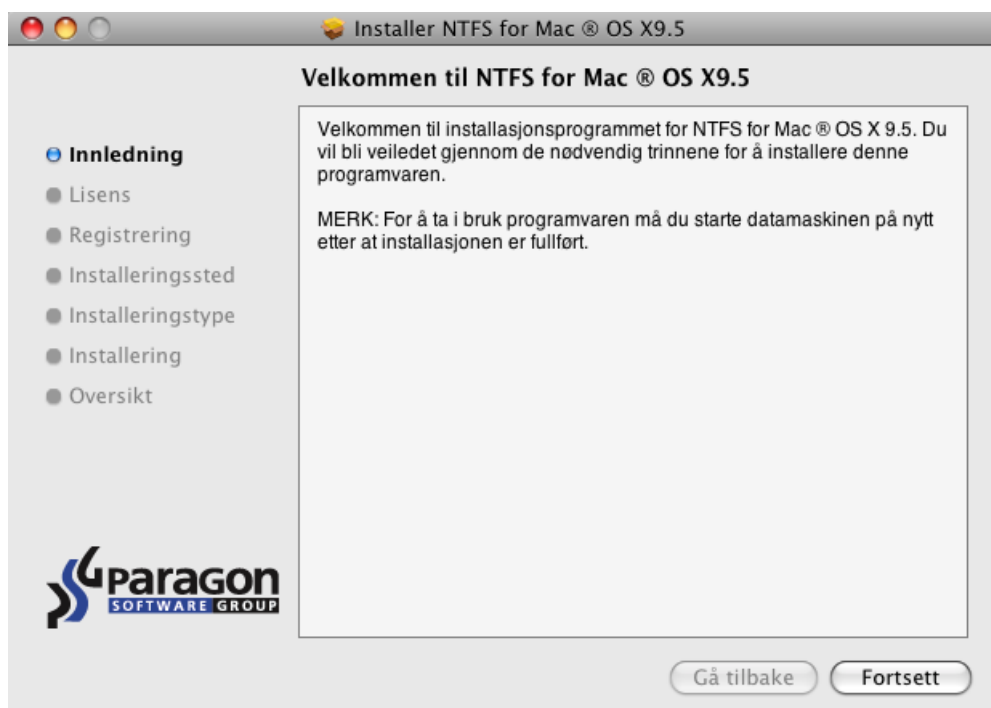 Installer NTFS for Mac ® OS X9.5
Velkommen til NTFS for Mac ® OS X9.5
Innledning
Lisens
Registrering
Installeringssted
Installeringstype
Installering
Oversikt
Velkommen til installasjonsprogrammet for NTFS for Mac ® OS X 9.5. Du
vil bli veiledet gjennom de nødvendig trinnene for å installere denne
programvaren.
MERK: For å ta i bruk programvaren må du starte datamaskinen på nytt
etter at installasjonen er fullført.
Paragon
SOFTWARE GROUP
Gå tilbake
Fortsett